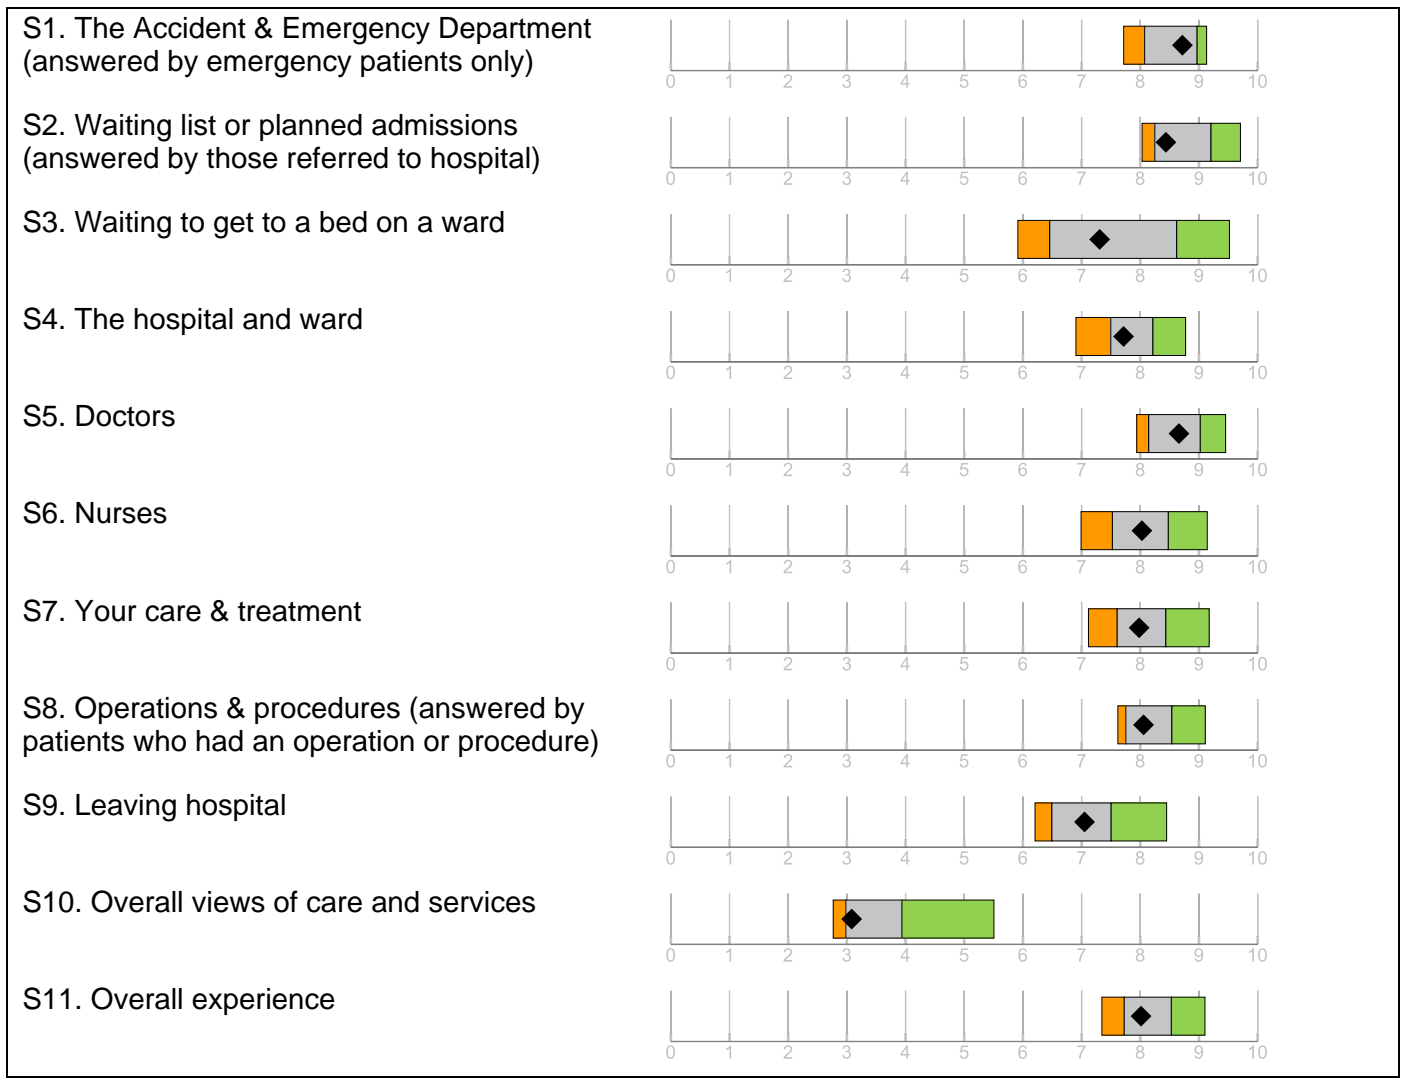 S1. The Accident & Emergency Department
(answered by emergency patients only)
0 1 2 3 4 5 6 7 8 9 10
S2. Waiting list or planned admissions
(answered by those referred to hospital)
0 1 2 3 4 5 6 7 8 9 10
S3. Waiting to get to a bed on a ward
0 1 2 3 4 5 6 7 8 9 10
S4. The hospital and ward
0 1 2 3 4 5 6 7 8 9 10
S5. Doctors
0 1 2 3 4 5 6 7 8 9 10
S6. Nurses
0 1 2 3 4 5 6 7 8 9 10
S7. Your care & treatment
0 1 2 3 4 5 6 7 8 9 10
S8. Operations & procedures (answered by
patients who had an operation or procedure)
0 1 2 3 4 5 6 7 8 9 10
S9. Leaving hospital
0 1 2 3 4 5 6 7 8 9 10
S10. Overall views of care and services
0 1 2 3 4 5 6 7 8 9 10
S11. Overall experience
0 1 2 3 4 5 6 7 8 9 10